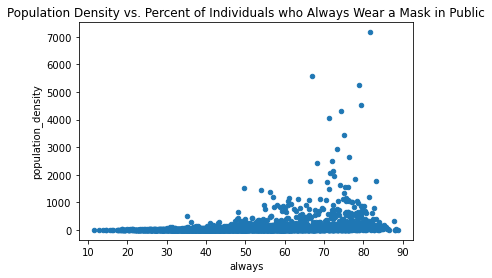 Population Density vs. Percent of Individuals who Always Wear a Mask in Public
7000
6000
5000
4000
3000
2000
1000
0
population_density
10 20 30 40 50 60 70 80 90
always